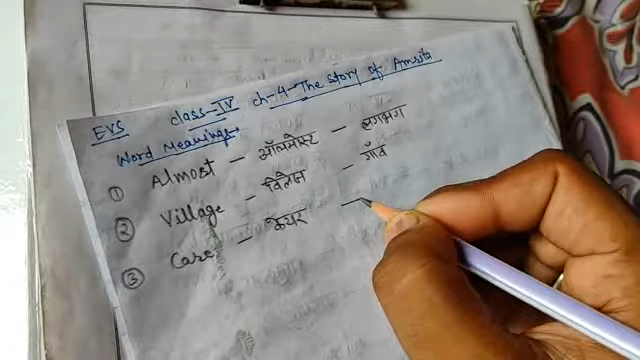 EVS class-IV ch-4-The story of Amrita
Word Meanings
① Almost - ऑलमोस्ट - लगभग
② Village - विलेज - गाँव
③ Care - केयर -